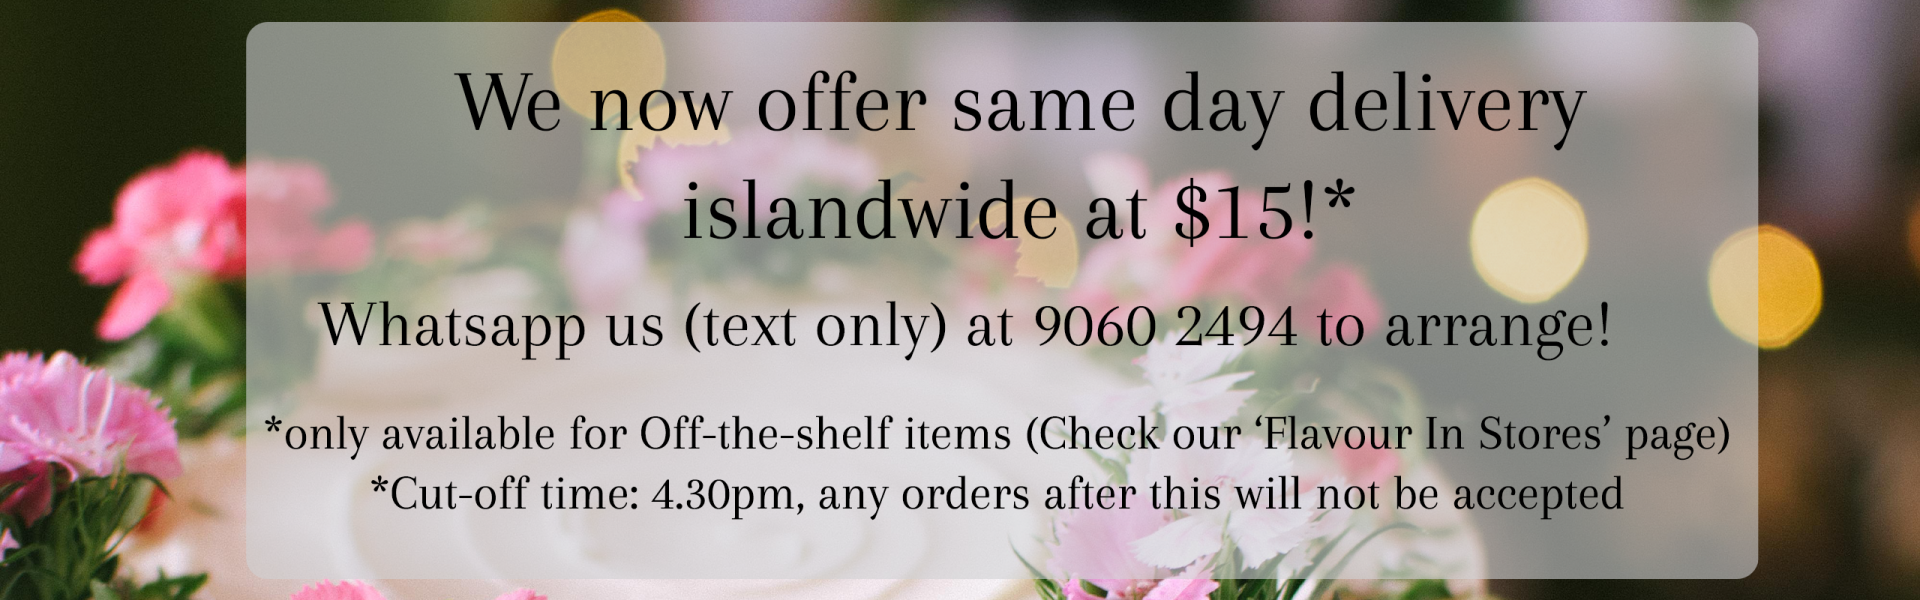 We now offer same day delivery
islandwide at $15!*
Whatsapp us (text only) at 9060 2494 to arrange!
*only available for Off-the-shelf items (Check our ‘Flavour In Stores’ page)
*Cut-off time: 4.30pm, any orders after this will not be accepted